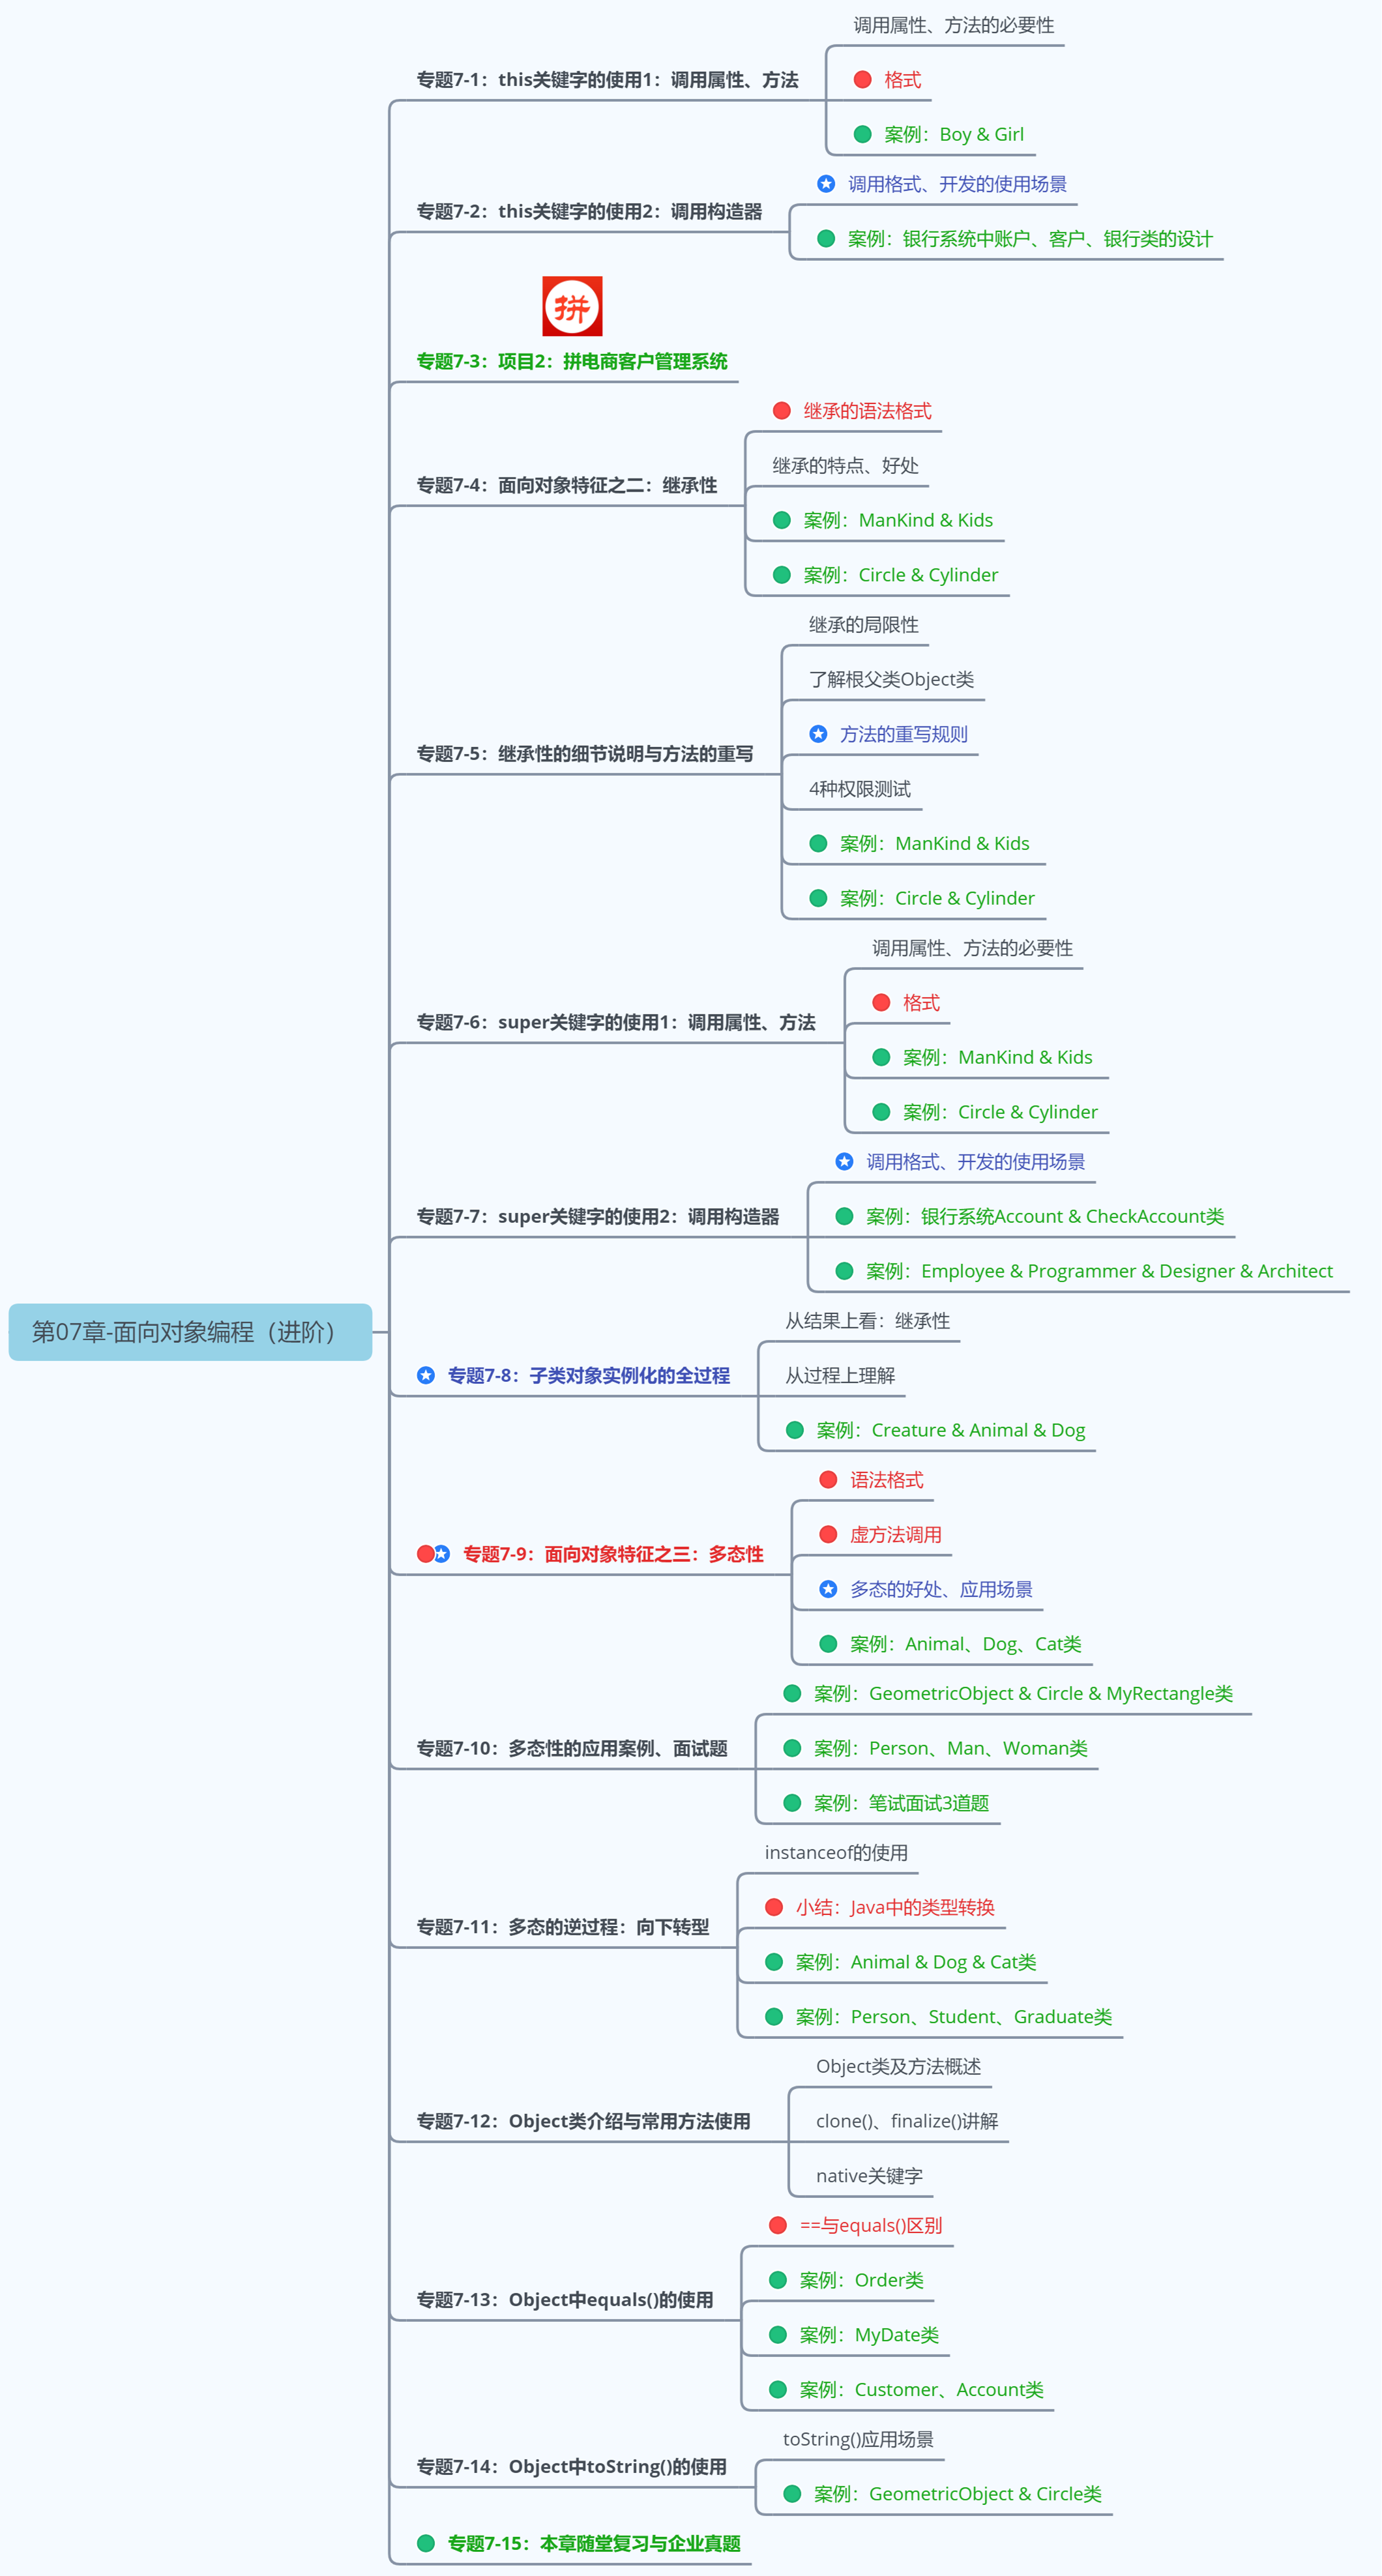 第07章-面向对象编程（进阶）
专题7-1：this关键字的使用1：调用属性、方法
调用属性、方法的必要性
格式
案例：Boy & Girl
专题7-2：this关键字的使用2：调用构造器
调用格式、开发的使用场景
案例：银行系统中账户、客户、银行类的设计
拼
专题7-3：项目2：拼电商客户管理系统
专题7-4：面向对象特征之二：继承性
继承的语法格式
继承的特点、好处
案例：ManKind & Kids
案例：Circle & Cylinder
专题7-5：继承性的细节说明与方法的重写
继承的局限性
了解根父类Object类
方法的重写规则
4种权限测试
案例：ManKind & Kids
案例：Circle & Cylinder
专题7-6：super关键字的使用1：调用属性、方法
调用属性、方法的必要性
格式
案例：ManKind & Kids
案例：Circle & Cylinder
专题7-7：super关键字的使用2：调用构造器
调用格式、开发的使用场景
案例：银行系统Account & CheckAccount类
案例：Employee & Programmer & Designer & Architect
专题7-8：子类对象实例化的全过程
从结果上看：继承性
从过程上理解
案例：Creature & Animal & Dog
专题7-9：面向对象特征之三：多态性
语法格式
虚方法调用
多态的好处、应用场景
案例：Animal、Dog、Cat类
专题7-10：多态性的应用案例、面试题
案例：GeometricObject & Circle & MyRectangle类
案例：Person、Man、Woman类
案例：笔试面试3道题
专题7-11：多态的逆过程：向下转型
instanceof的使用
小结：Java中的类型转换
案例：Animal & Dog & Cat类
案例：Person、Student、Graduate类
专题7-12：Object类介绍与常用方法使用
Object类及方法概述
clone()、finalize()讲解
native关键字
专题7-13：Object中equals()的使用
==与equals()区别
案例：Order类
案例：MyDate类
案例：Customer、Account类
专题7-14：Object中toString()的使用
toString()应用场景
案例：GeometricObject & Circle类
专题7-15：本章随堂复习与企业真题